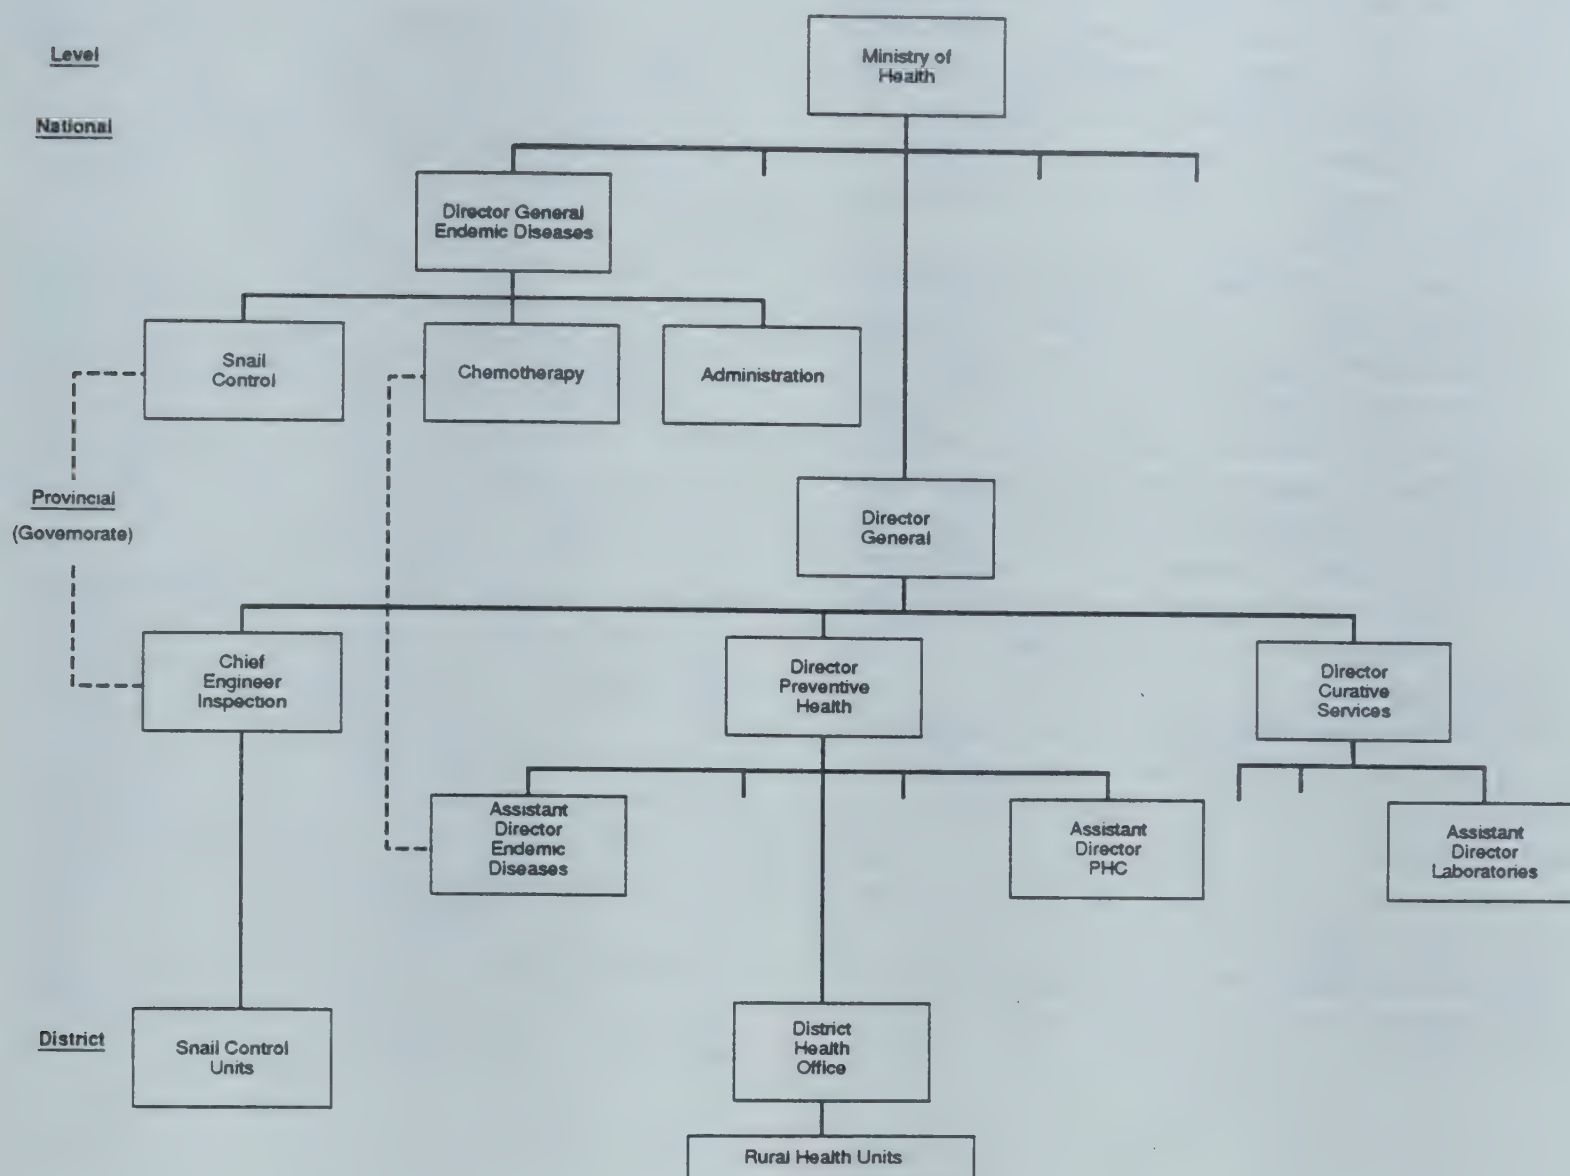 Level
Ministry of
Health
National
Director General
Endemic Diseases
Snail
Control
Chemotherapy
Administration
Provincial
(Governorate)
Director
General
Chief
Engineer
Inspection
Director
Preventive
Health
Director
Curative
Services
Assistant
Director
Endemic
Diseases
Assistant
Director
PHC
Assistant
Director
Laboratories
District
Snail Control
Units
District
Health
Office
Rural Health Units